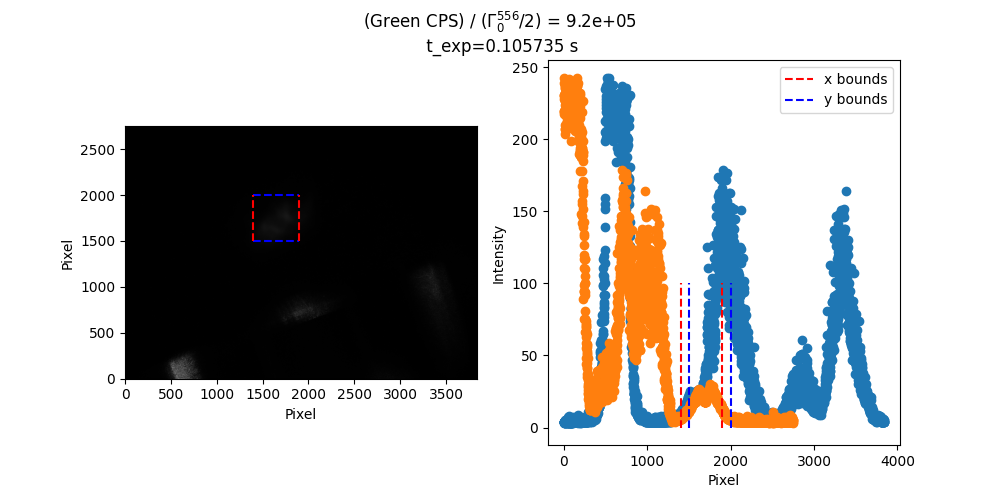 (Green CPS) / (Γ₀⁵⁵⁶/2) = 9.2e+05
t_exp=0.105735 s
2500
2000
1500
1000
500
0
Pixel
0 500 1000 1500 2000 2500 3000 3500
Pixel
250
200
150
100
50
0
Intensity
0 1000 2000 3000 4000
Pixel
x bounds
y bounds